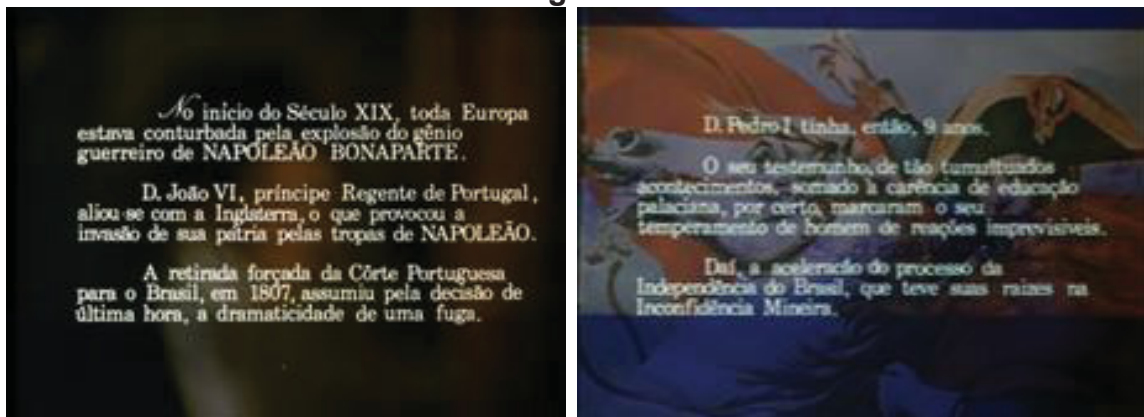 No início do Século XIX, toda Europa
estava conturbada pela explosão do gênio
guerreiro de NAPOLEÃO BONAPARTE.
D. João VI, príncipe Regente de Portugal,
aliou-se com a Inglaterra, o que provocou a
invasão de sua pátria pelas tropas de NAPOLEÃO.
A retirada forçada da Côrte Portuguesa
para o Brasil, em 1807, assumiu pela decisão de
última hora, a dramaticidade de uma fuga.
D. Pedro I tinha, então, 9 anos.
O seu testemunho, de tão tumultuados
acontecimentos, somado à carência de educação
palaciana, por certo, marcaram o seu
temperamento de homem de reações imprevisíveis.
Daí, a aceleração do processo da
Independência do Brasil, que teve suas raízes na
Inconfidência Mineira.